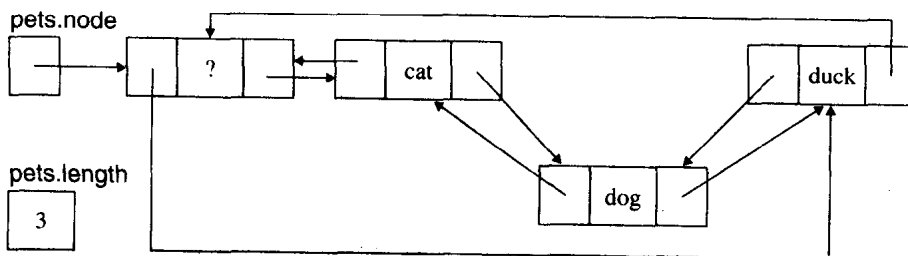 pets.node
?
cat
duck
dog
pets.length
3